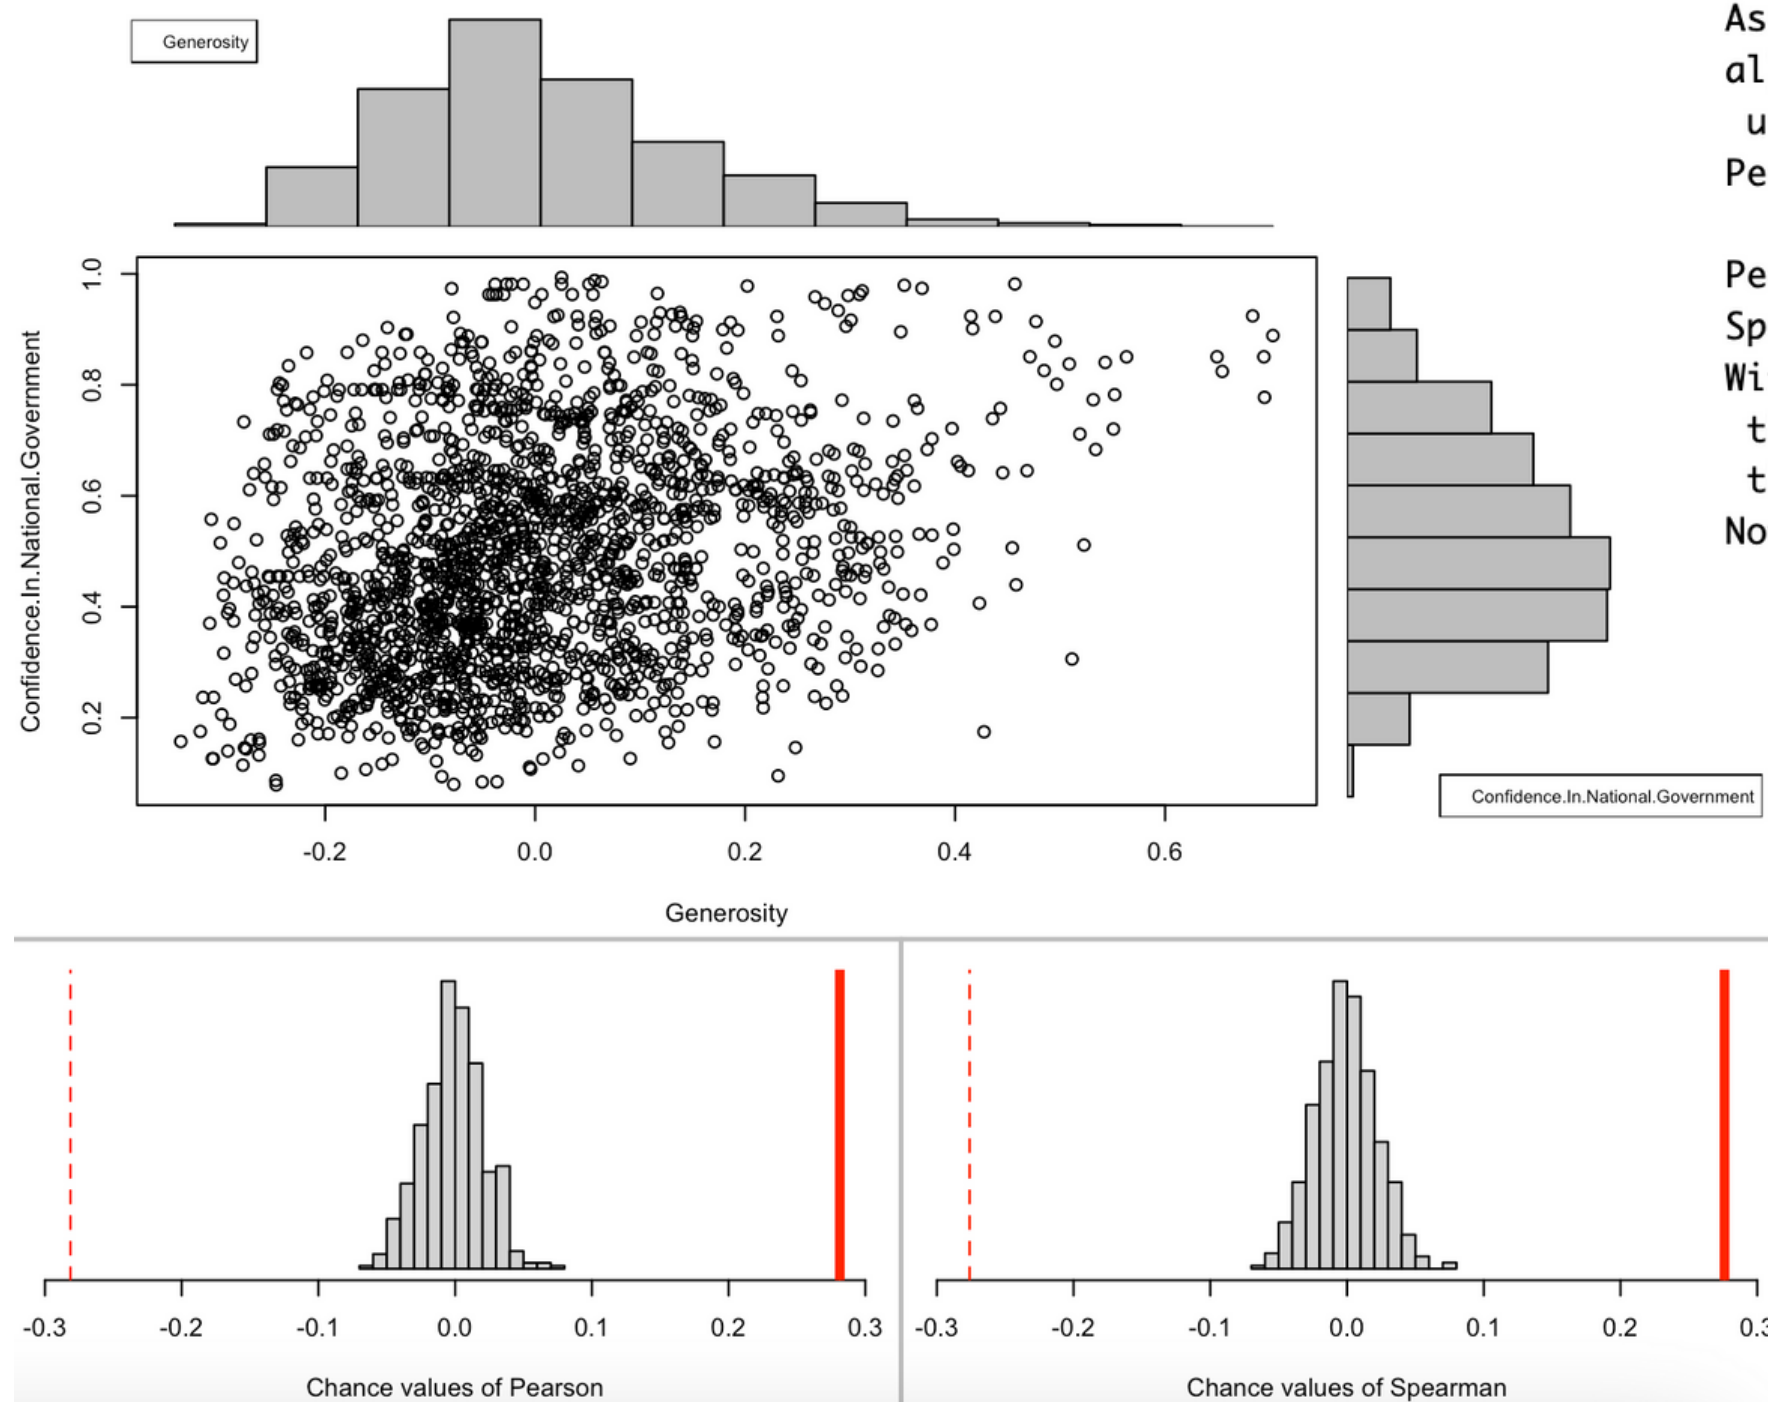 Generosity
As
al
u
Pe
Pe
Sp
Wi
t
t
No
Confidence.In.National.Government
1.0
0.8
0.6
0.4
0.2
Confidence.In.National.Government
-0.2 0.0 0.2 0.4 0.6
Generosity
-0.3 -0.2 -0.1 0.0 0.1 0.2 0.3
Chance values of Pearson
-0.3 -0.2 -0.1 0.0 0.1 0.2 0.3
Chance values of Spearman